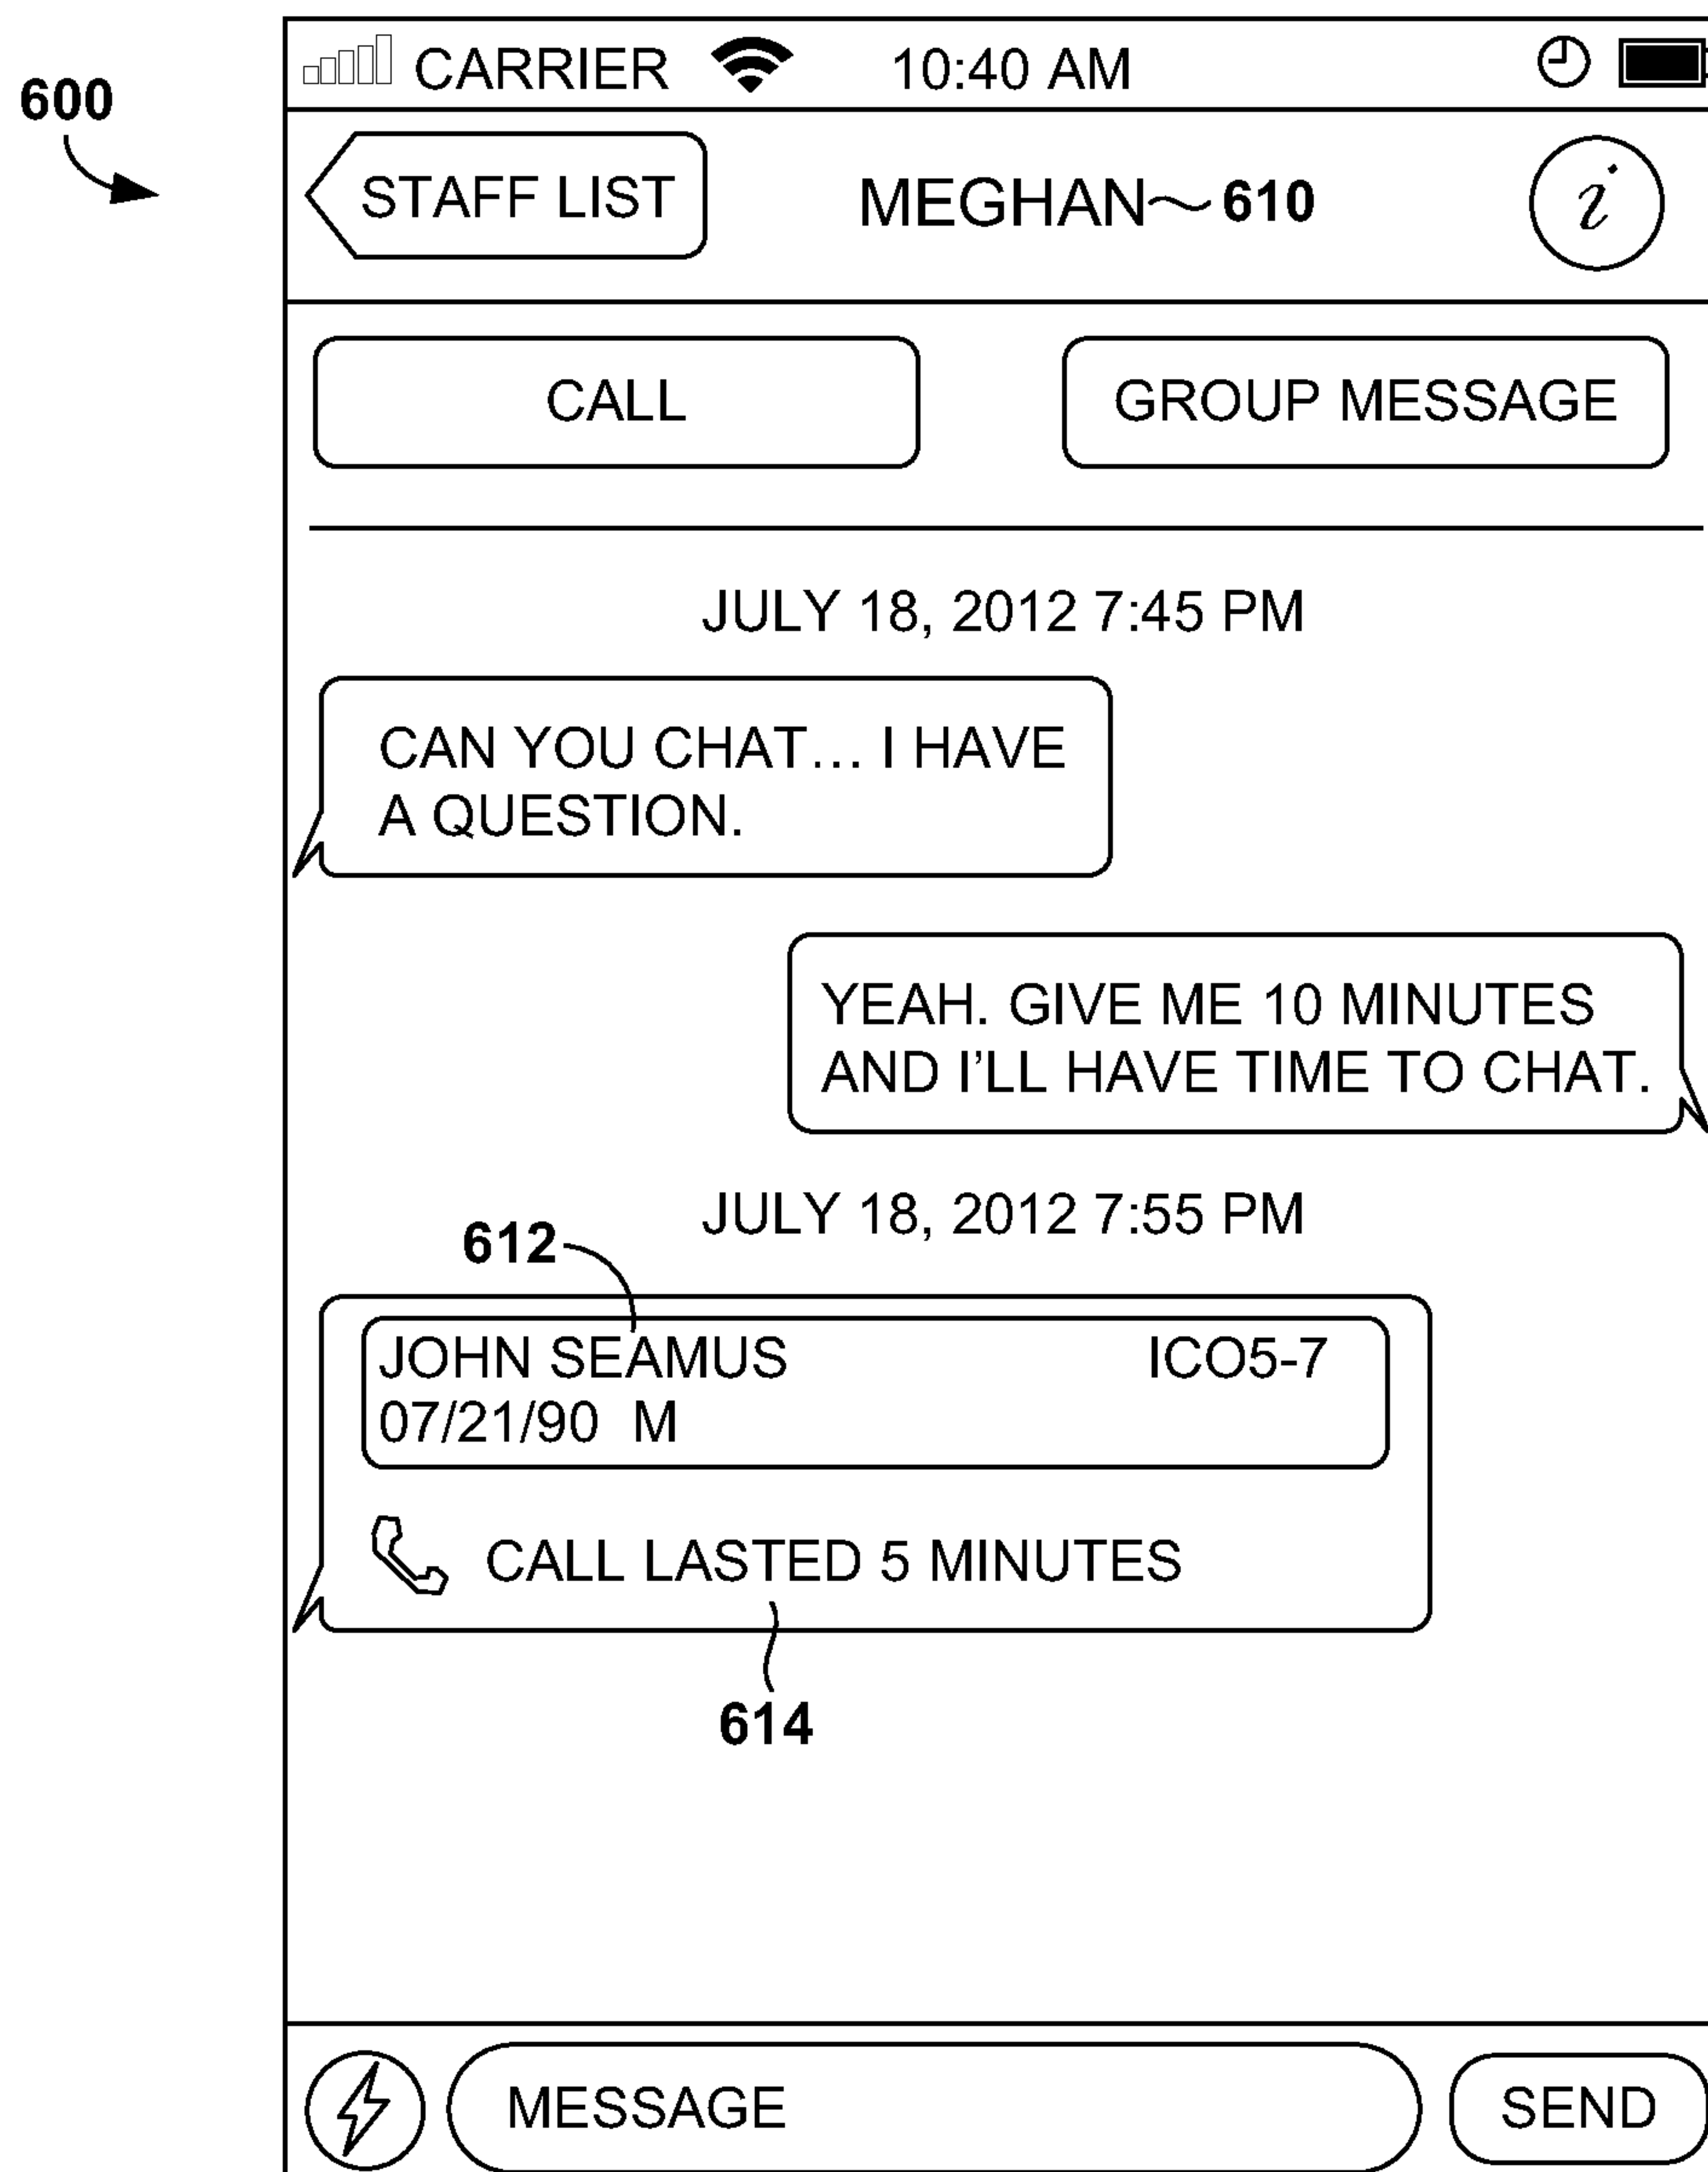 600
CARRIER 10:40 AM
STAFF LIST MEGHAN 610 i
CALL GROUP MESSAGE
JULY 18, 2012 7:45 PM
CAN YOU CHAT... I HAVE
A QUESTION.
YEAH. GIVE ME 10 MINUTES
AND I'LL HAVE TIME TO CHAT.
JULY 18, 2012 7:55 PM
612
JOHN SEAMUS ICO5-7
07/21/90 M
CALL LASTED 5 MINUTES
614
MESSAGE SEND